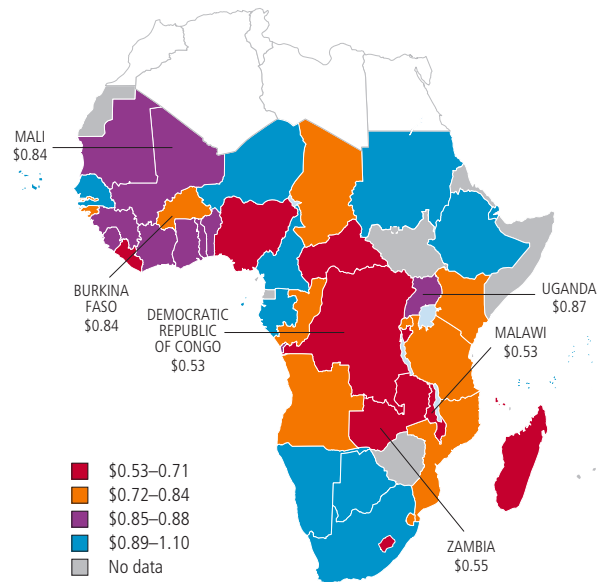 MALI
$0.84
BURKINA
FASO
$0.84
DEMOCRATIC
REPUBLIC
OF CONGO
$0.53
UGANDA
$0.87
MALAWI
$0.53
ZAMBIA
$0.55
$0.53–0.71
$0.72–0.84
$0.85–0.88
$0.89–1.10
No data